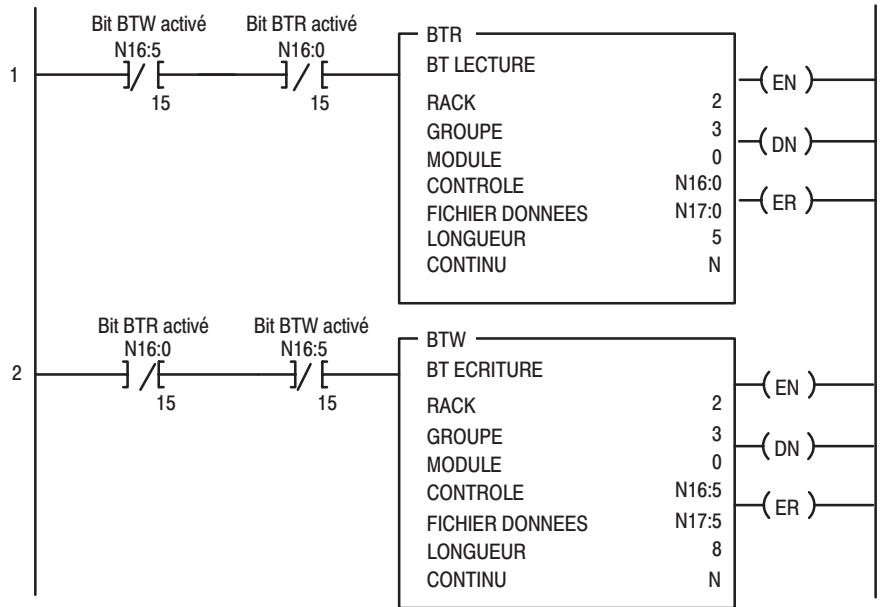 Bit BTW activé Bit BTR activé
N16:5 N16:0
1
15 15
BTR
BT LECTURE
RACK 2
GROUPE 3
MODULE 0
CONTROLE N16:0
FICHIER DONNEES N17:0
LONGUEUR 5
CONTINU N
EN
DN
ER
Bit BTR activé Bit BTW activé
N16:0 N16:5
2
15 15
BTW
BT ECRITURE
RACK 2
GROUPE 3
MODULE 0
CONTROLE N16:5
FICHIER DONNEES N17:5
LONGUEUR 8
CONTINU N
EN
DN
ER